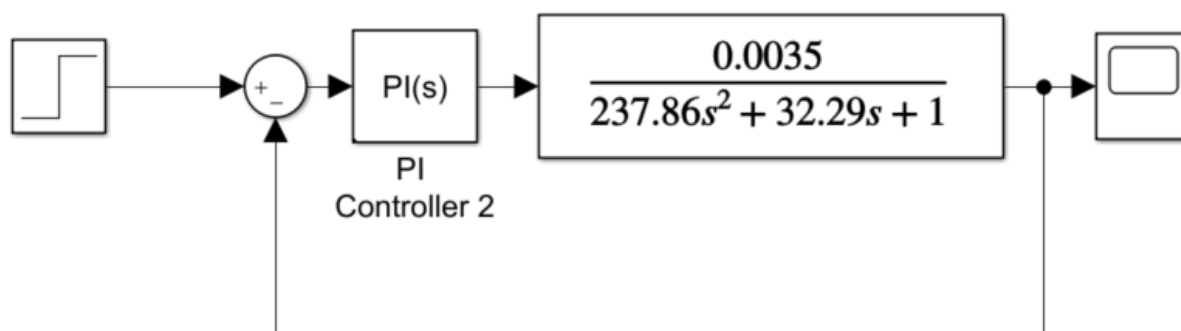 +
−
PI(s)
0.0035
237.86s² + 32.29s + 1
PI
Controller 2